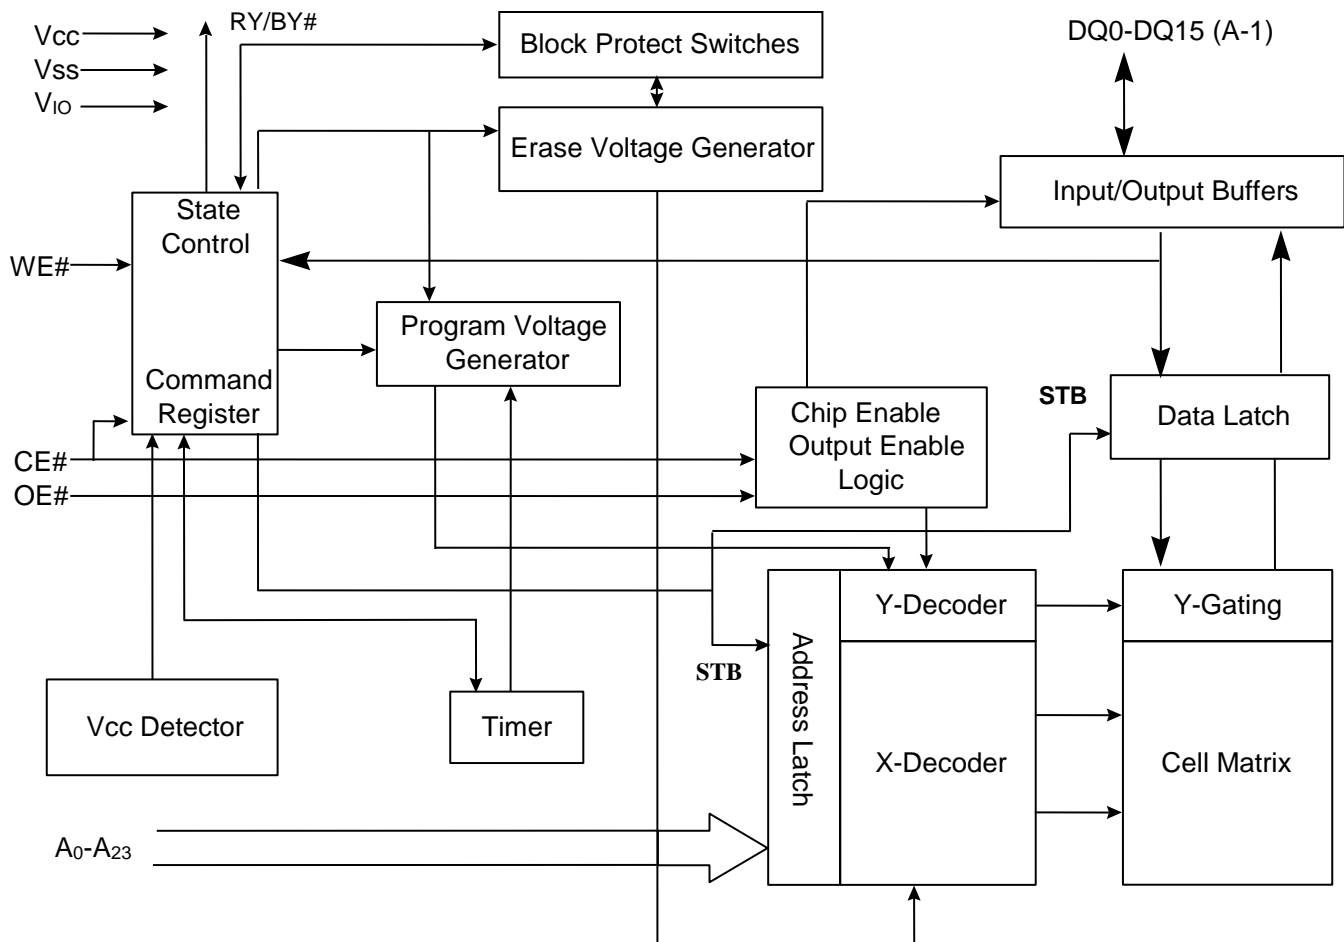 RY/BY#
Vcc
Vss
VIO
Block Protect Switches
DQ0-DQ15 (A-1)
Erase Voltage Generator
Input/Output Buffers
State
Control
WE#
Program Voltage
Generator
Command
Register
STB
Chip Enable
Output Enable
Logic
Data Latch
CE#
OE#
Y-Decoder
Y-Gating
Address Latch
STB
Vcc Detector
Timer
X-Decoder
Cell Matrix
A0-A23